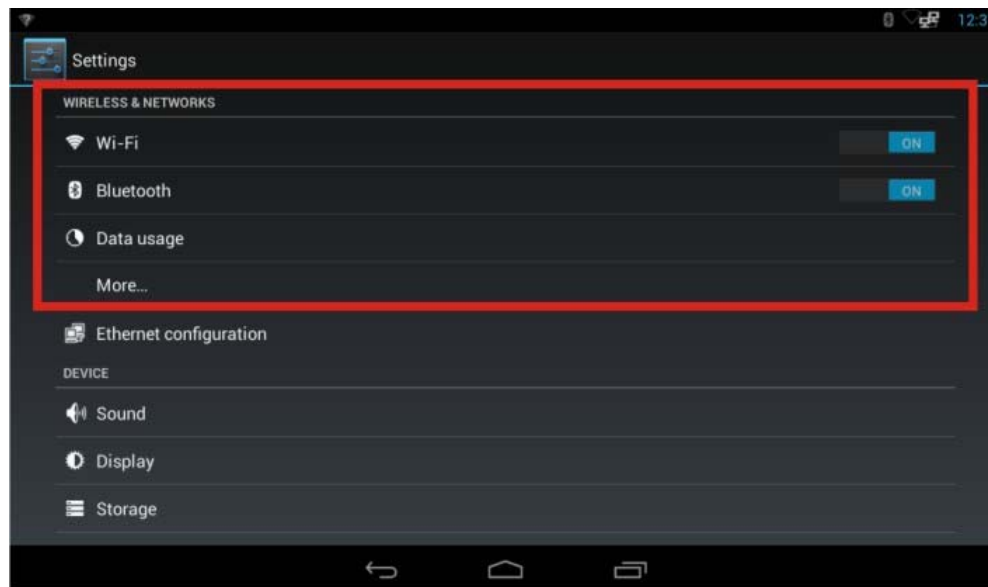 12:3
Settings
WIRELESS & NETWORKS
Wi-Fi
ON
Bluetooth
ON
Data usage
More...
Ethernet configuration
DEVICE
Sound
Display
Storage